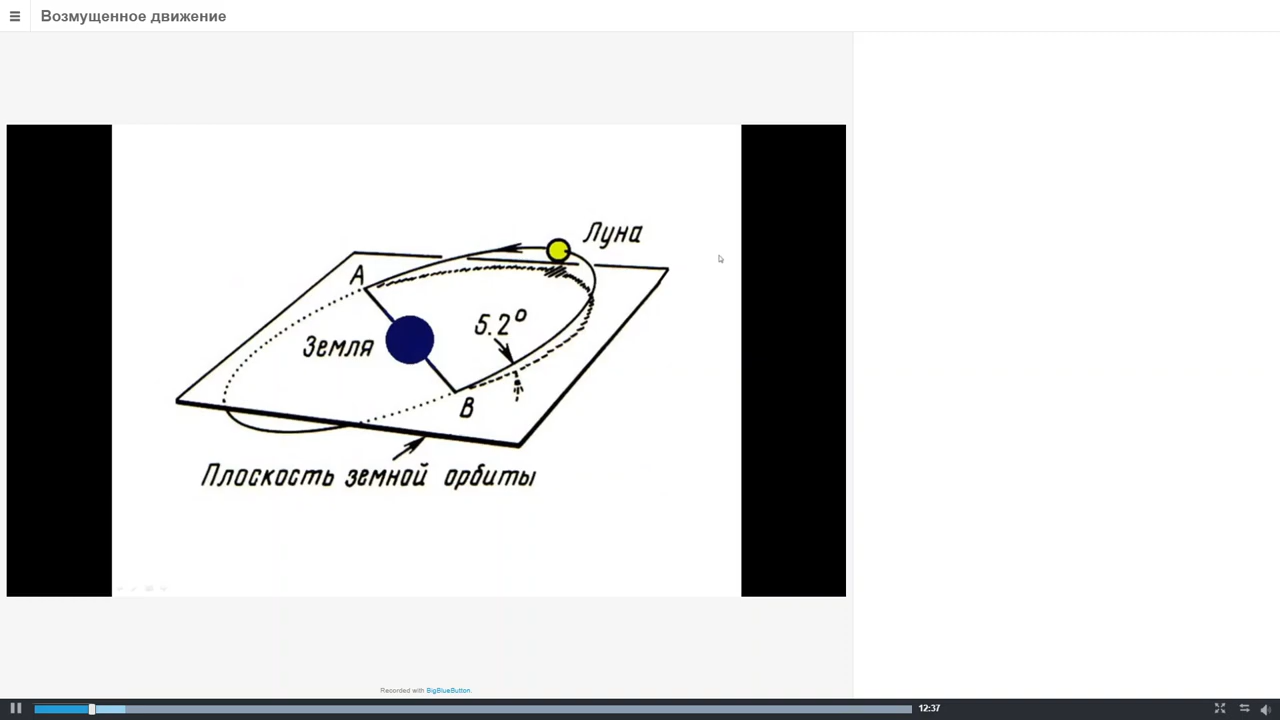 Возмущенное движение
Луна
A
5.2°
Земля
B
Плоскость земной орбиты
Recorded with BigBlueButton.
12:37